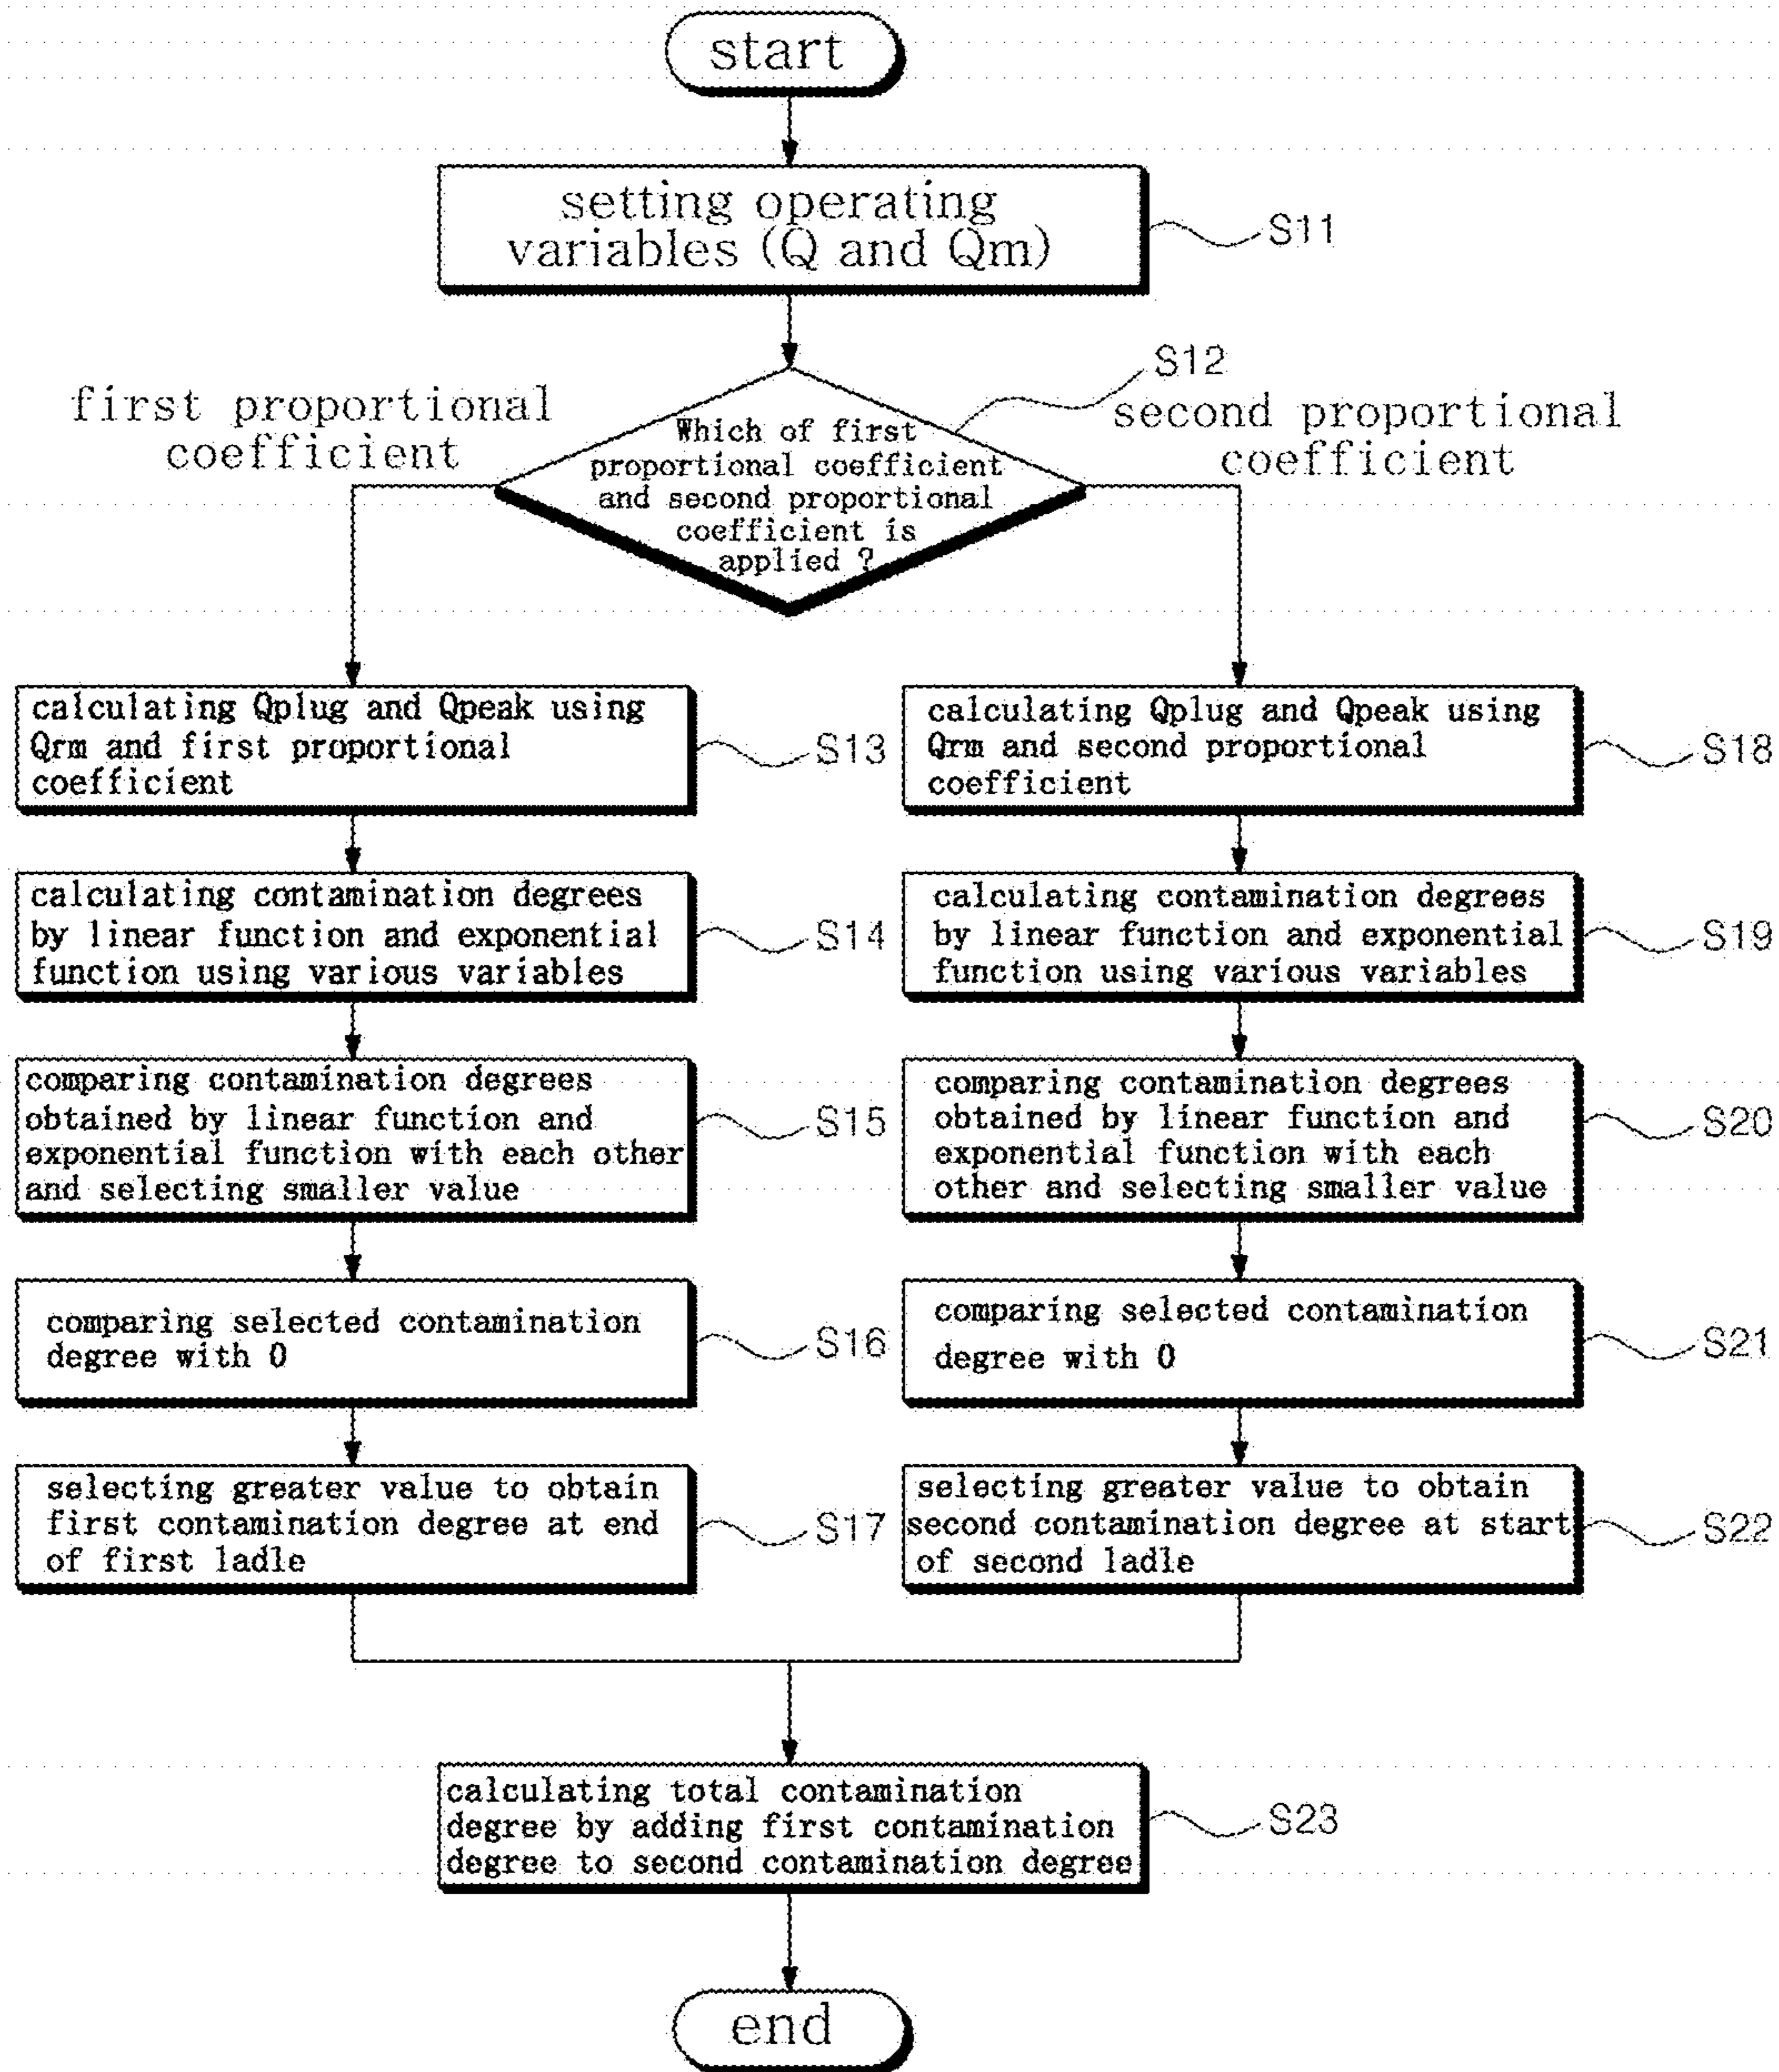 start
setting operating
variables (Q and Qm)
S11
S12
first proportional
coefficient
Which of first
proportional coefficient
and second proportional
coefficient is
applied ?
second proportional
coefficient
calculating Qplug and Qpeak using
Qrm and first proportional
coefficient
S13
calculating contamination degrees
by linear function and exponential
function using various variables
S14
comparing contamination degrees
obtained by linear function and
exponential function with each other
and selecting smaller value
S15
comparing selected contamination
degree with 0
S16
selecting greater value to obtain
first contamination degree at end
of first ladle
S17
calculating Qplug and Qpeak using
Qrm and second proportional
coefficient
S18
calculating contamination degrees
by linear function and exponential
function using various variables
S19
comparing contamination degrees
obtained by linear function and
exponential function with each
other and selecting smaller value
S20
comparing selected contamination
degree with 0
S21
selecting greater value to obtain
second contamination degree at start
of second ladle
S22
calculating total contamination
degree by adding first contamination
degree to second contamination degree
S23
end